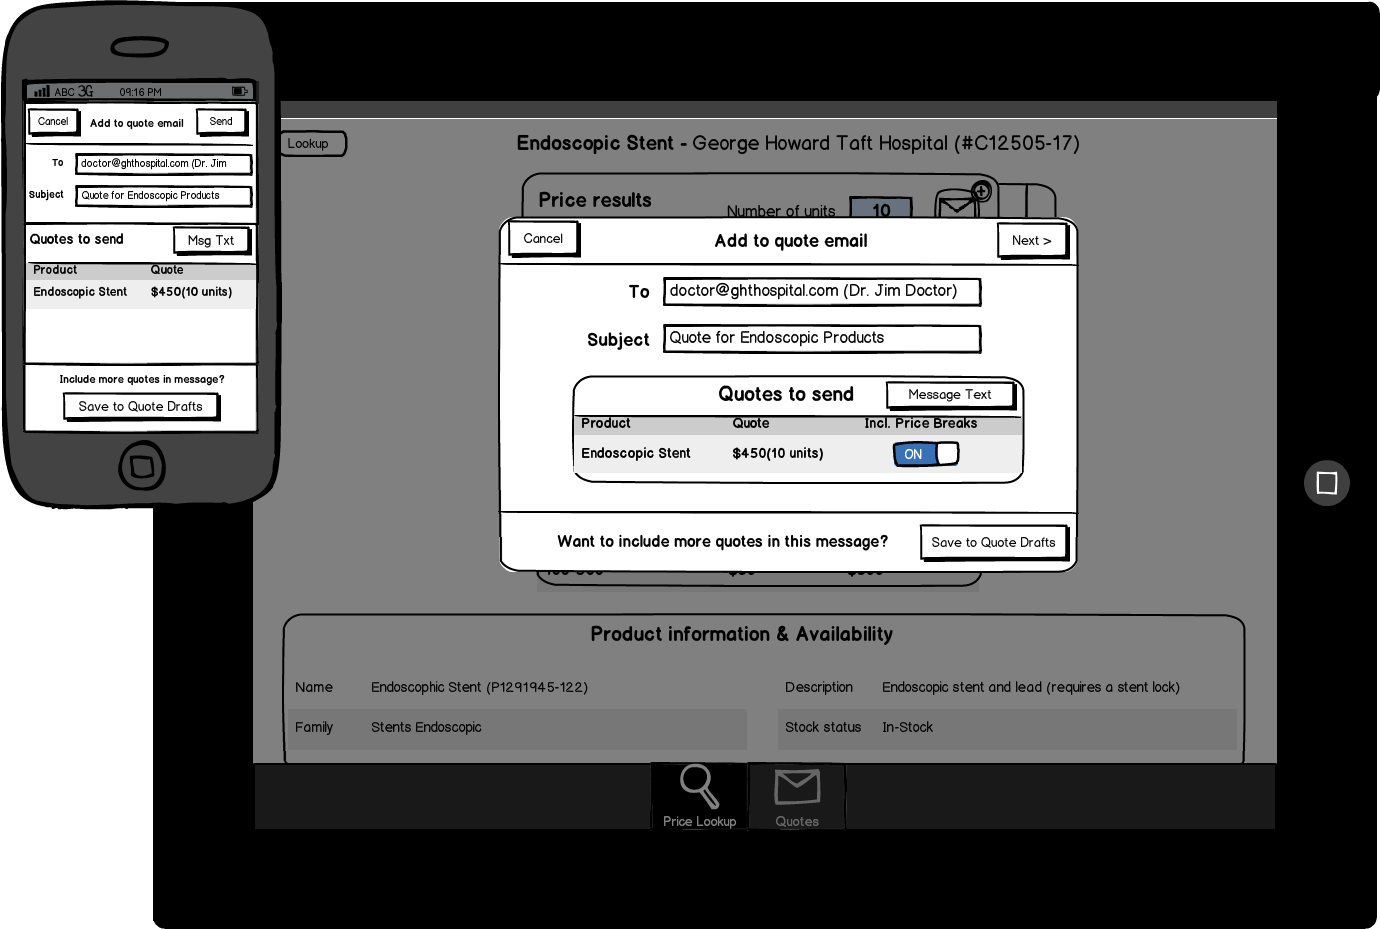 ABC 3G 09:16 PM
Cancel Add to quote email Send
To doctor@ghthospital.com (Dr. Jim
Subject Quote for Endoscopic Products
Quotes to send Msg Txt
Product Quote
Endoscopic Stent $450(10 units)
Include more quotes in message?
Save to Quote Drafts
Lookup Endoscopic Stent - George Howard Taft Hospital (#C12505-17)
Price results
Number of units 10
Cancel Add to quote email Next >
To doctor@ghthospital.com (Dr. Jim Doctor)
Subject Quote for Endoscopic Products
Quotes to send Message Text
Product Quote Incl. Price Breaks
Endoscopic Stent $450(10 units) ON
Want to include more quotes in this message? Save to Quote Drafts
Product information & Availability
Name Endoscophic Stent (P1291945-122) Description Endoscopic stent and lead (requires a stent lock)
Family Stents Endoscopic Stock status In-Stock
Price Lookup Quotes